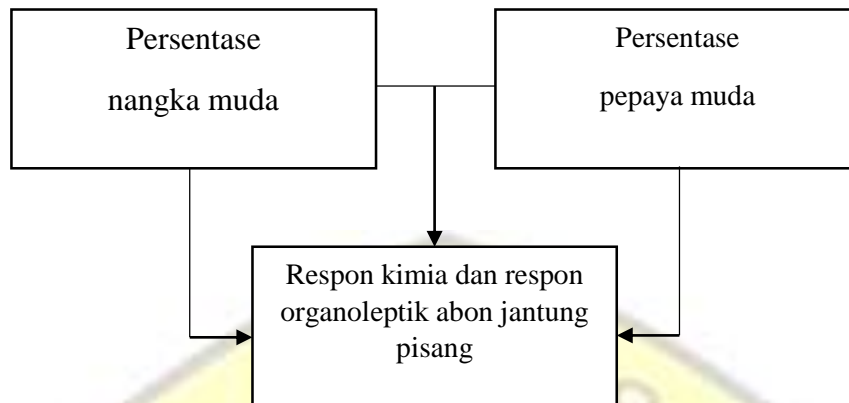 Persentase
nangka muda
Persentase
pepaya muda
Respon kimia dan respon
organoleptik abon jantung
pisang